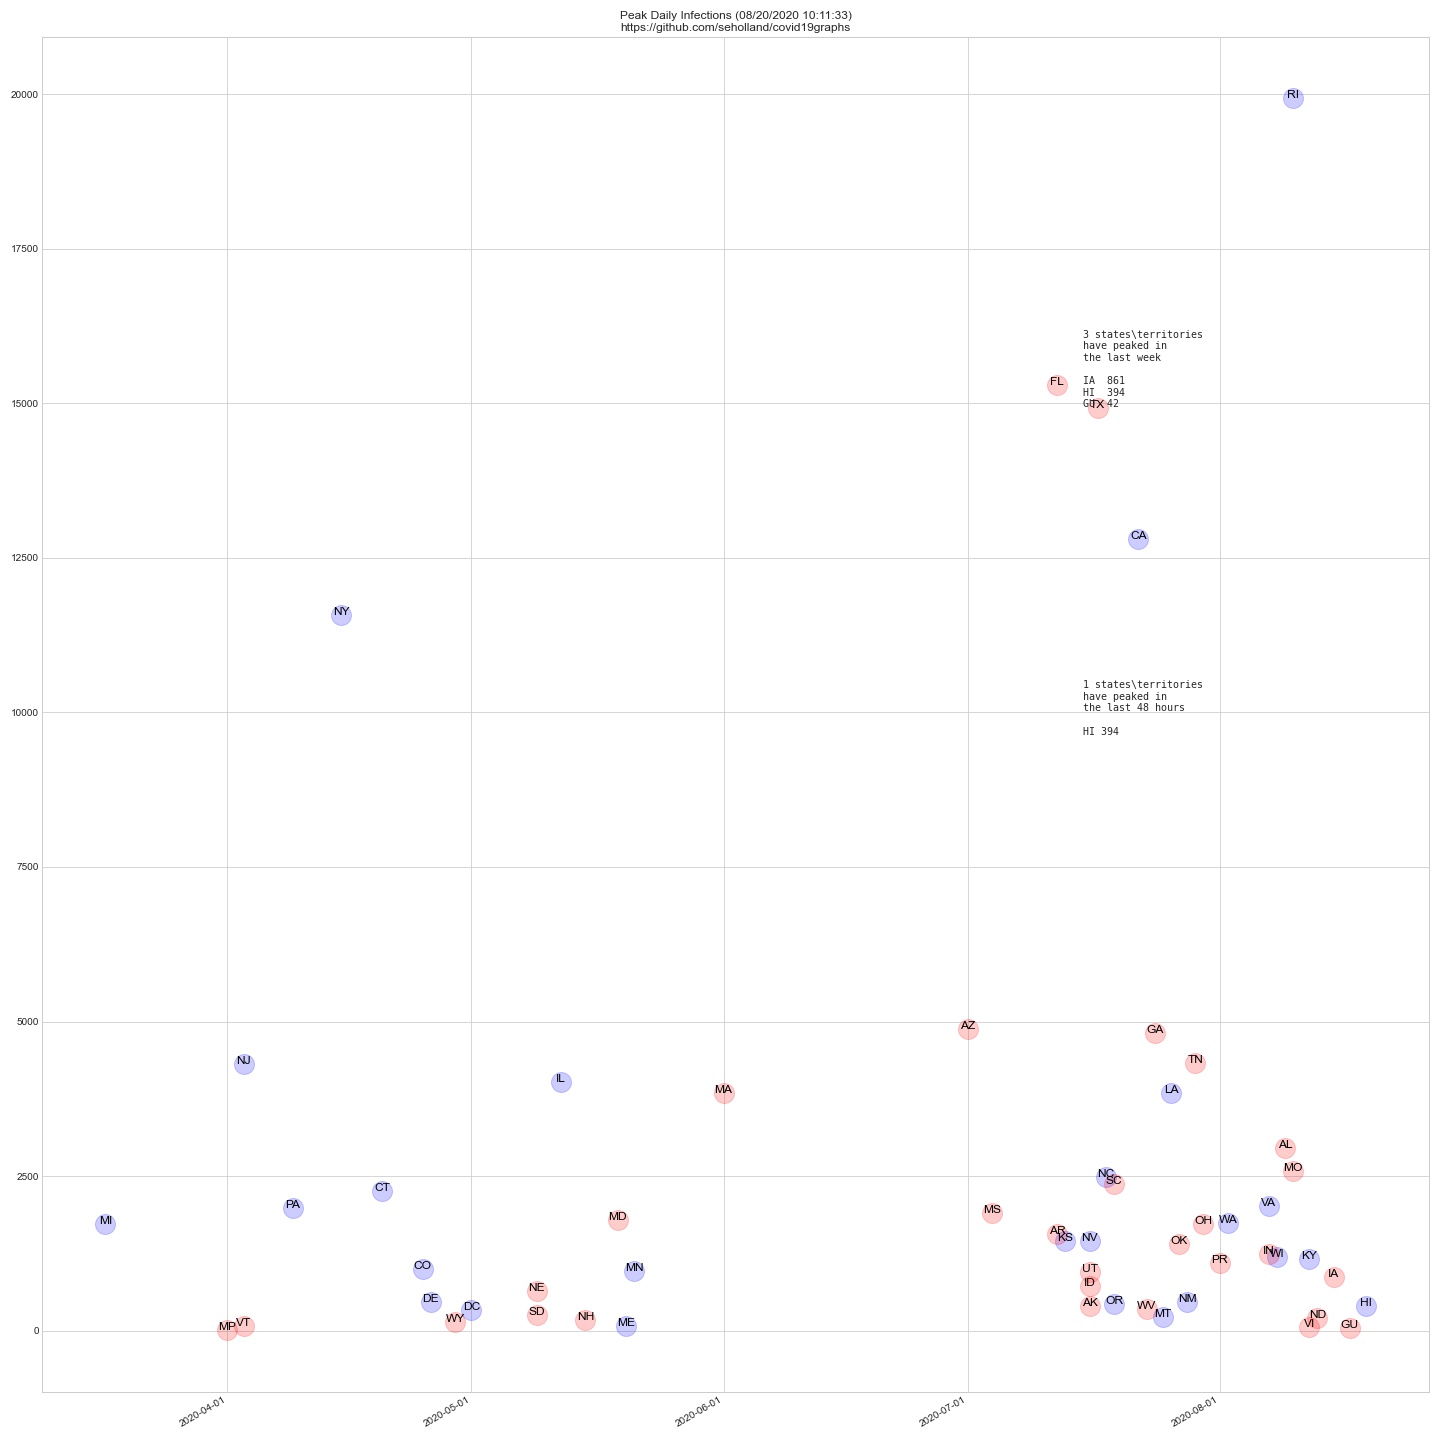 Peak Daily Infections (08/20/2020 10:11:33)
https://github.com/seholland/covid19graphs
20000
RI
17500
3 states\territories
have peaked in
the last week
IA  861
HI  394
GU  42
FL
TX
15000
CA
12500
NY
1 states\territories
have peaked in
the last 48 hours
HI 394
10000
7500
5000
AZ
GA
NJ
TN
IL
MA
LA
AL
MO
2500
NC
SC
CT
PA
VA
MI
MD
MS
OH
WA
AR
KS
NV
OK
IN
WI
KY
PR
CO
MN
UT
IA
NE
ID
DE
DC
SD
AK
OR
WV
NM
HI
WY
NH
MT
ND
MP
VT
ME
VI
GU
0
2020-04-01
2020-05-01
2020-06-01
2020-07-01
2020-08-01